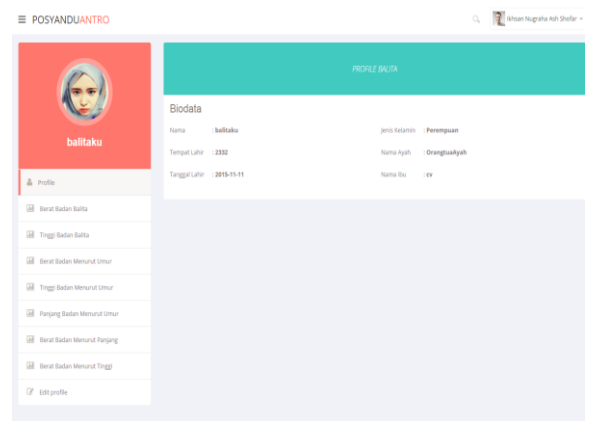 POSYANDUANTRO
Ikhsan Nugraha Ash Shofar
balitaku
Profile
Berat Badan Balita
Tinggi Badan Balita
Berat Badan Menurut Umur
Tinggi Badan Menurut Umur
Panjang Badan Menurut Umur
Berat Badan Menurut Panjang
Berat Badan Menurut Tinggi
Edit profile
PROFILE BALITA
Biodata
Nama : balitaku
Jenis Kelamin : Perempuan
Tempat Lahir : 2332
Nama Ayah : OrangtuaAyah
Tanggal Lahir : 2015-11-11
Nama Ibu : cv